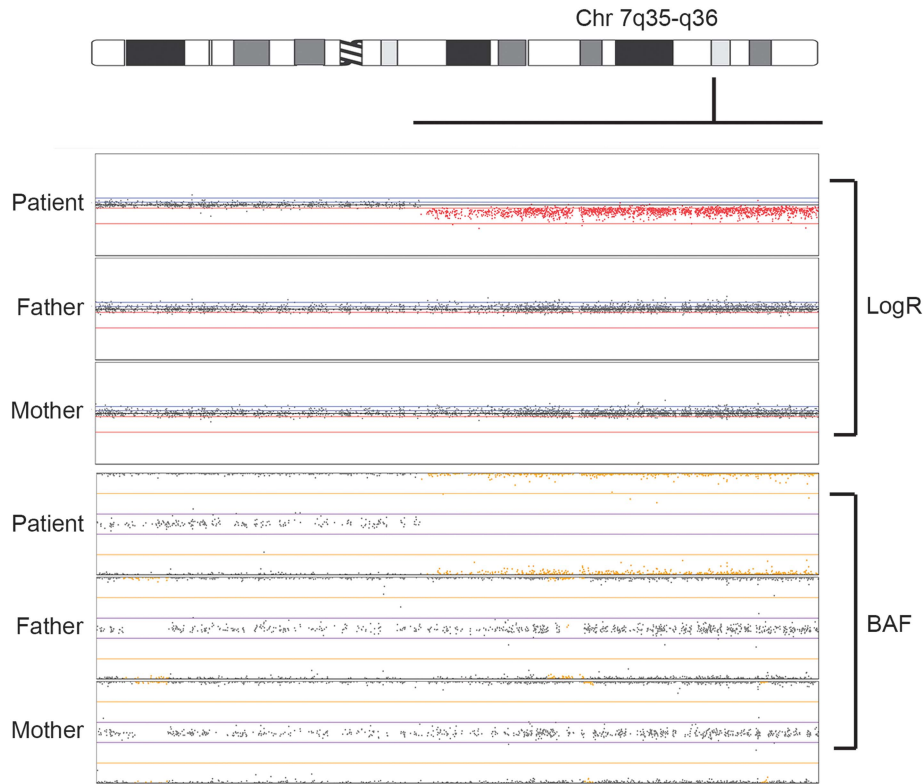 Chr 7q35-q36
Patient
Father
LogR
Mother
Patient
Father
BAF
Mother